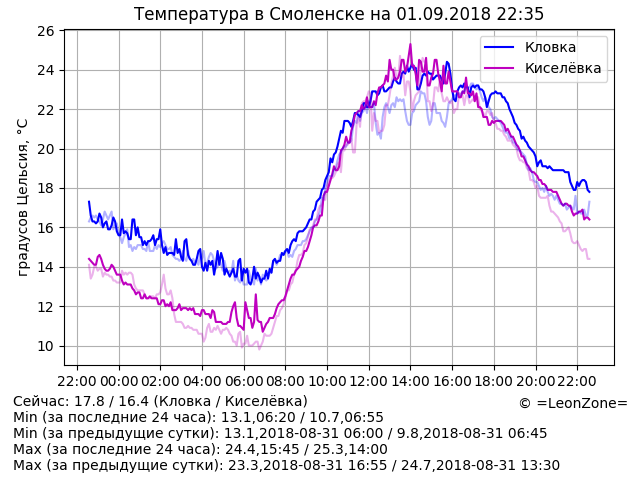 Температура в Смоленске на 01.09.2018 22:35
градусов Цельсия, °C
26
24
22
20
18
16
14
12
10
Кловка
Киселёвка
22:00 00:00 02:00 04:00 06:00 08:00 10:00 12:00 14:00 16:00 18:00 20:00 22:00
Сейчас: 17.8 / 16.4 (Кловка / Киселёвка)
© =LeonZone=
Min (за последние 24 часа): 13.1,06:20 / 10.7,06:55
Min (за предыдущие сутки): 13.1,2018-08-31 06:00 / 9.8,2018-08-31 06:45
Max (за последние 24 часа): 24.4,15:45 / 25.3,14:00
Max (за предыдущие сутки): 23.3,2018-08-31 16:55 / 24.7,2018-08-31 13:30